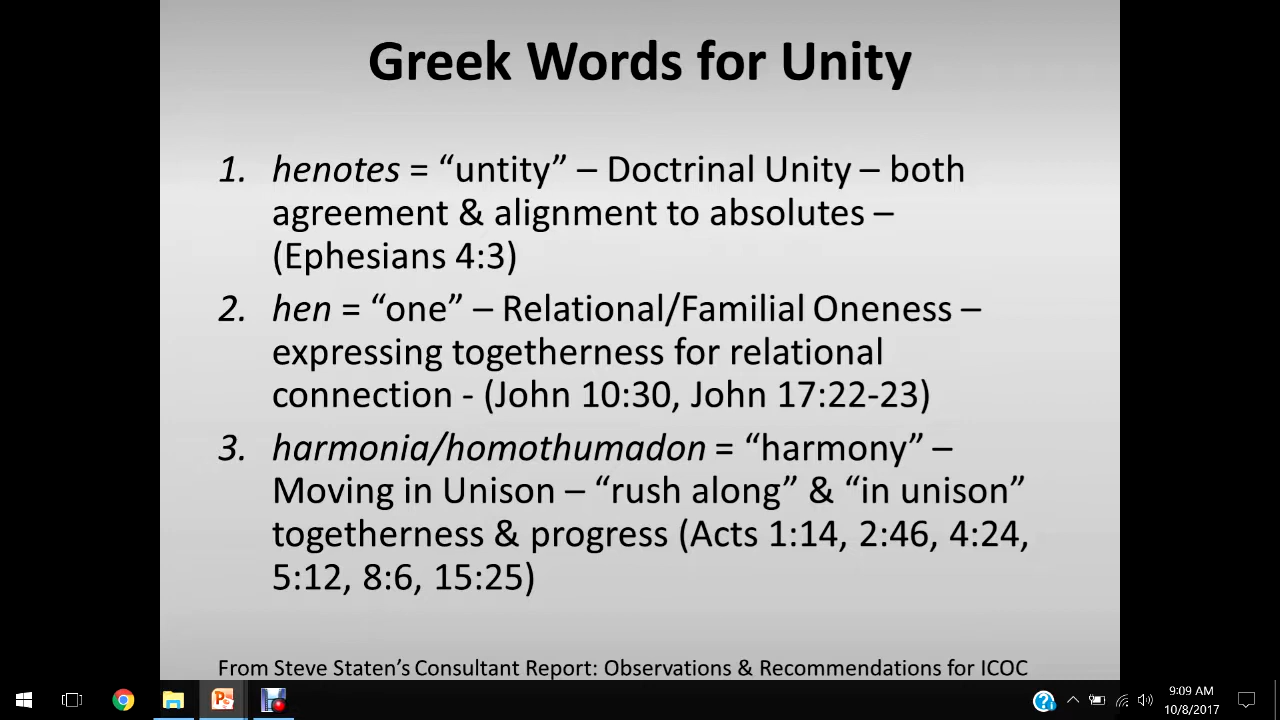 Greek Words for Unity
1. henotes = “untity” – Doctrinal Unity – both
agreement & alignment to absolutes –
(Ephesians 4:3)
2. hen = “one” – Relational/Familial Oneness –
expressing togetherness for relational
connection - (John 10:30, John 17:22-23)
3. harmonia/homothumadon = “harmony” –
Moving in Unison – “rush along” & “in unison”
togetherness & progress (Acts 1:14, 2:46, 4:24,
5:12, 8:6, 15:25)
From Steve Staten’s Consultant Report: Observations & Recommendations for ICOC
9:09 AM
10/8/2017